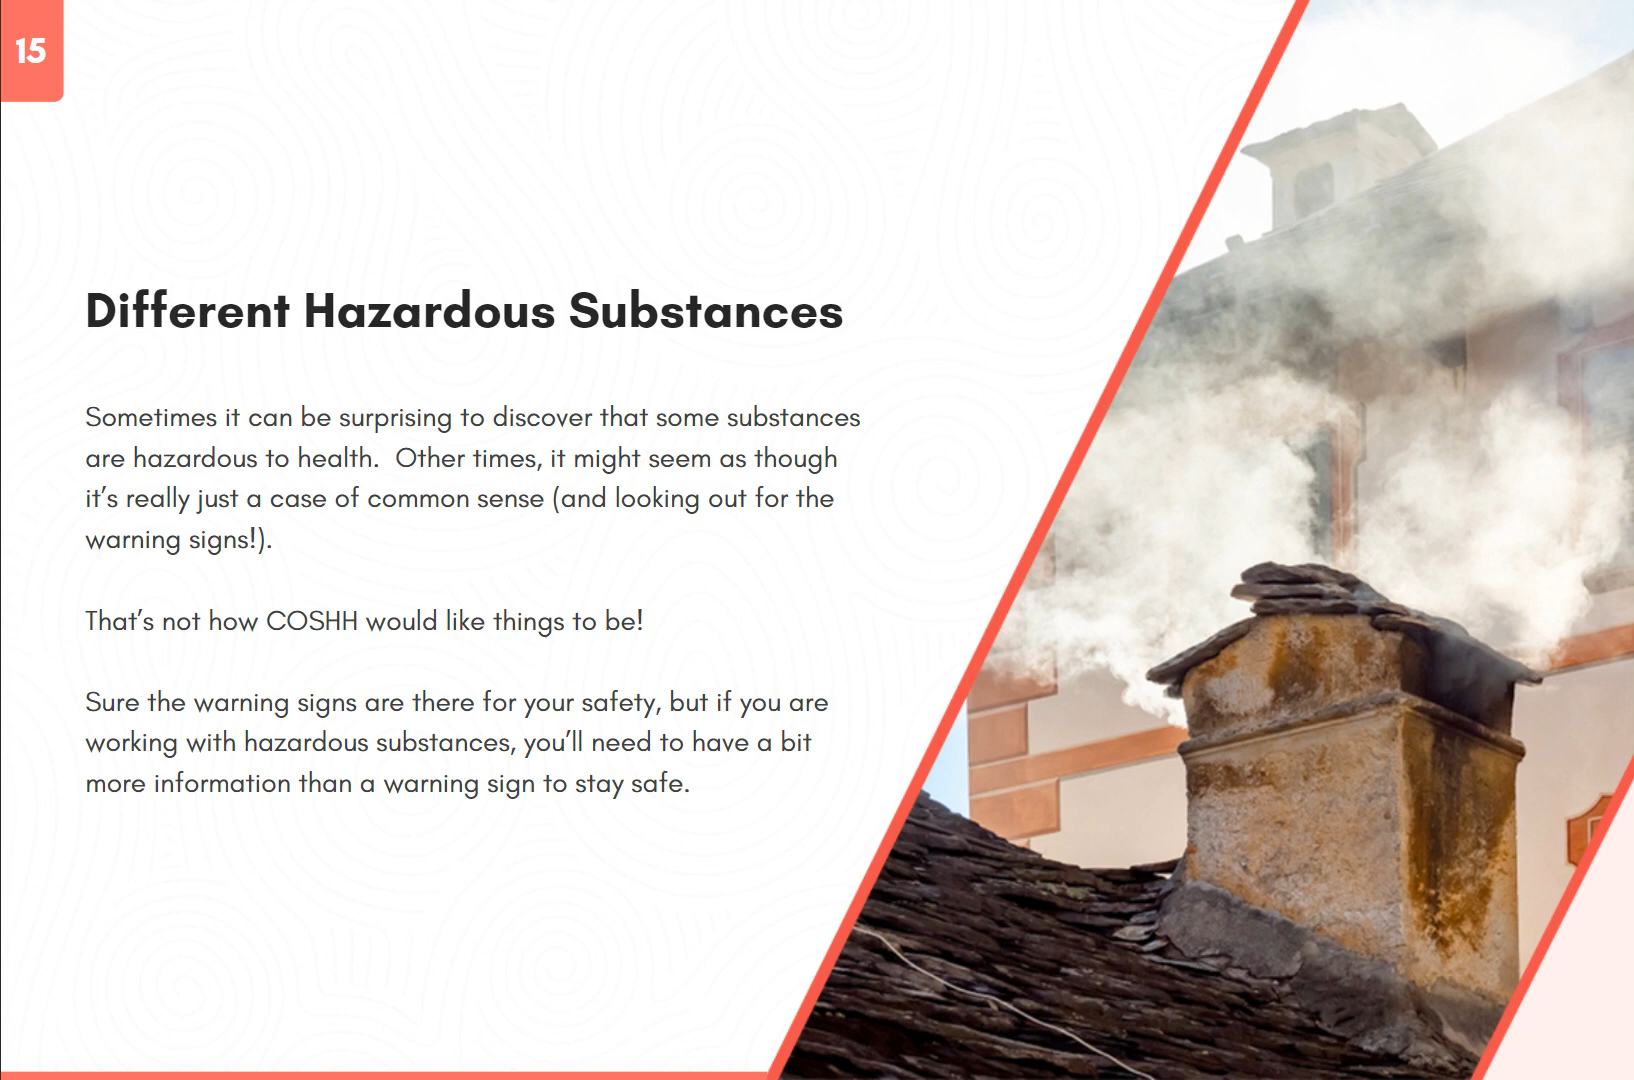 15
Different Hazardous Substances
Sometimes it can be surprising to discover that some substances
are hazardous to health.  Other times, it might seem as though
it’s really just a case of common sense (and looking out for the
warning signs!).
That’s not how COSHH would like things to be!
Sure the warning signs are there for your safety, but if you are
working with hazardous substances, you’ll need to have a bit
more information than a warning sign to stay safe.